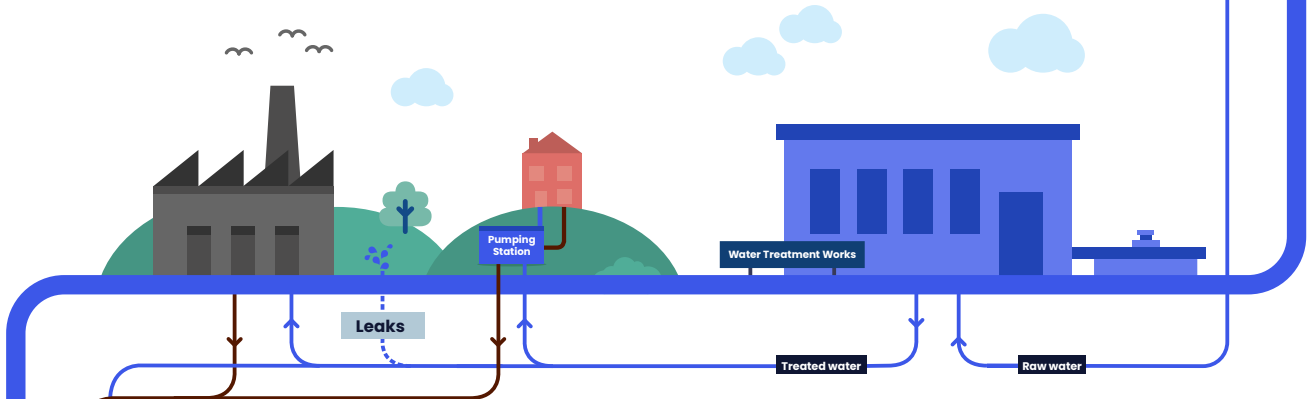 Pumping
Station
Water Treatment Works
Leaks
Treated water
Raw water